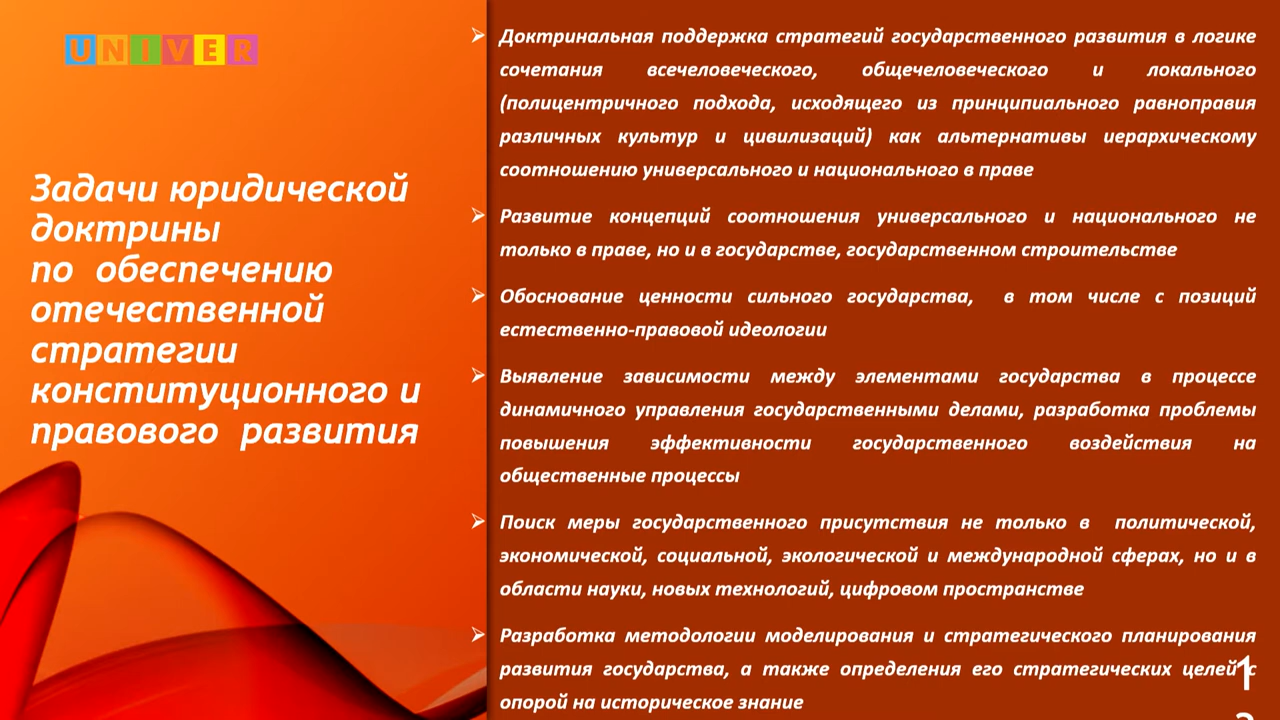 UNIVER
Задачи юридической
доктрины
по обеспечению
отечественной
стратегии
конституционного и
правового развития
➢ Доктринальная поддержка стратегий государственного развития в логике
сочетания всечеловеческого, общечеловеческого и локального
(полицентричного подхода, исходящего из принципиального равноправия
различных культур и цивилизаций) как альтернативы иерархическому
соотношению универсального и национального в праве
➢ Развитие концепций соотношения универсального и национального не
только в праве, но и в государстве, государственном строительстве
➢ Обоснование ценности сильного государства, в том числе с позиций
естественно-правовой идеологии
➢ Выявление зависимости между элементами государства в процессе
динамичного управления государственными делами, разработка проблемы
повышения эффективности государственного воздействия на
общественные процессы
➢ Поиск меры государственного присутствия не только в политической,
экономической, социальной, экологической и международной сферах, но и в
области науки, новых технологий, цифровом пространстве
➢ Разработка методологии моделирования и стратегического планирования
развития государства, а также определения его стратегических целей с
опорой на историческое знание
1